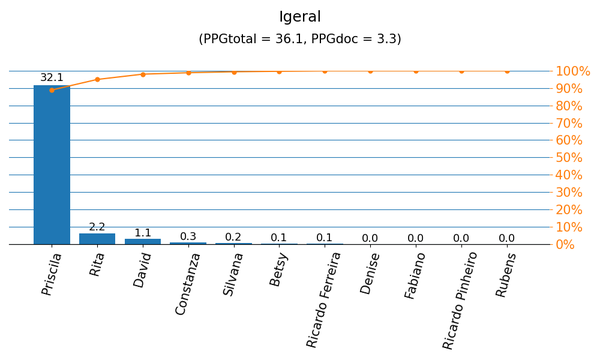 Igeral
(PPGtotal = 36.1, PPGdoc = 3.3)
100%
90%
80%
70%
60%
50%
40%
30%
20%
10%
0%
32.1
2.2
1.1
0.3
0.2
0.1
0.1
0.0
0.0
0.0
0.0
Priscila
Rita
David
Constanza
Silvana
Betsy
Ricardo Ferreira
Denise
Fabiano
Ricardo Pinheiro
Rubens